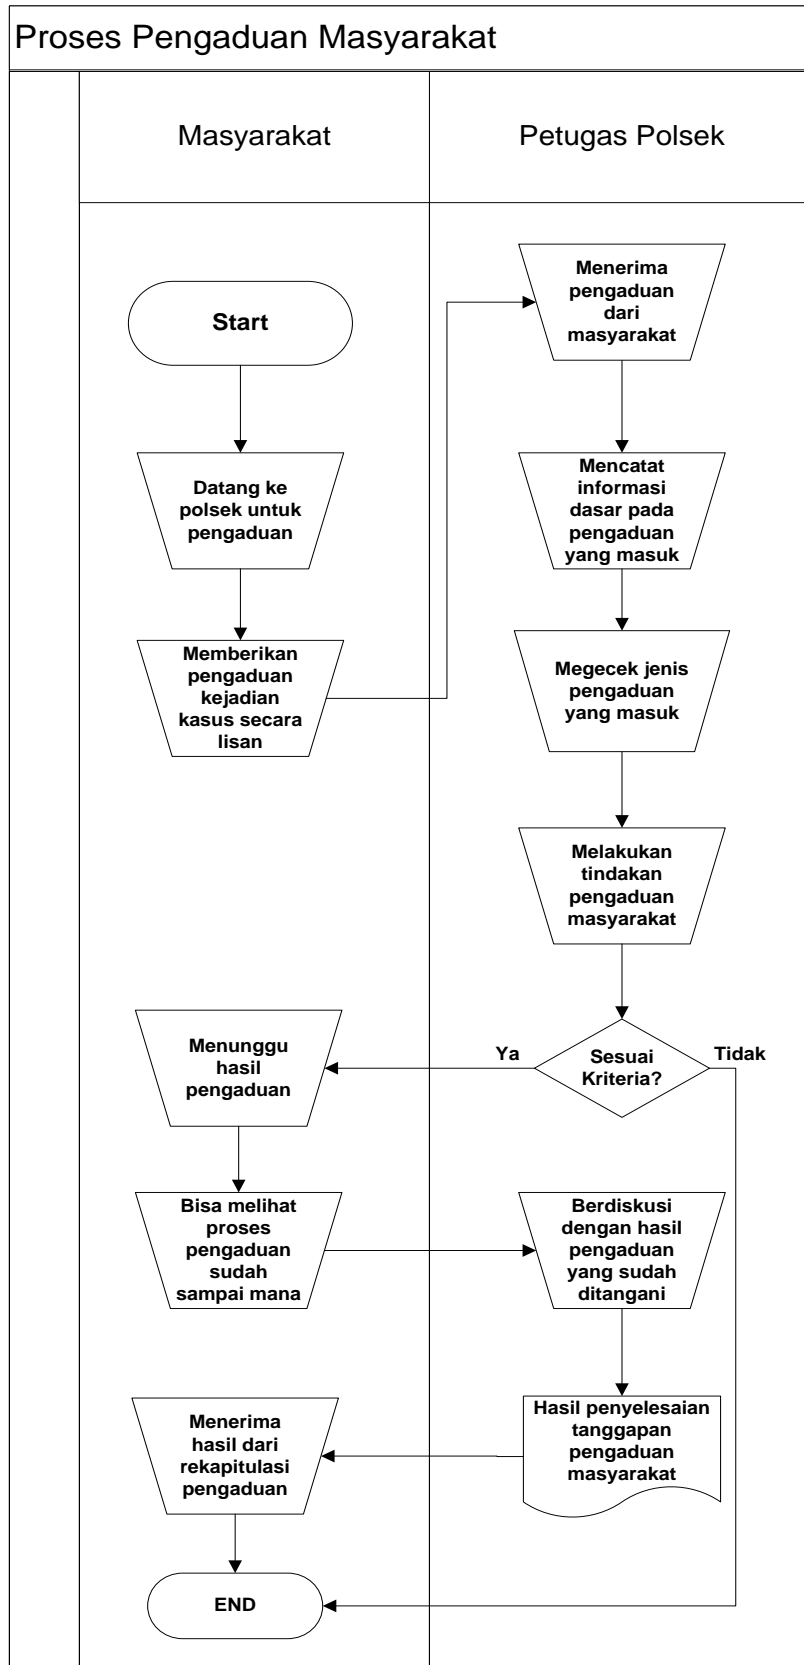 Proses Pengaduan Masyarakat
Masyarakat
Petugas Polsek
Start
Datang ke
polsek untuk
pengaduan
Memberikan
pengaduan
kejadian
kasus secara
lisan
Menerima
pengaduan
dari
masyarakat
Mencatat
informasi
dasar pada
pengaduan
yang masuk
Megecek jenis
pengaduan
yang masuk
Melakukan
tindakan
pengaduan
masyarakat
Sesuai
Kriteria?
Ya
Tidak
Menunggu
hasil
pengaduan
Bisa melihat
proses
pengaduan
sudah
sampai mana
Berdiskusi
dengan hasil
pengaduan
yang sudah
ditangani
Hasil penyelesaian
tanggapan
pengaduan
masyarakat
Menerima
hasil dari
rekapitulasi
pengaduan
END